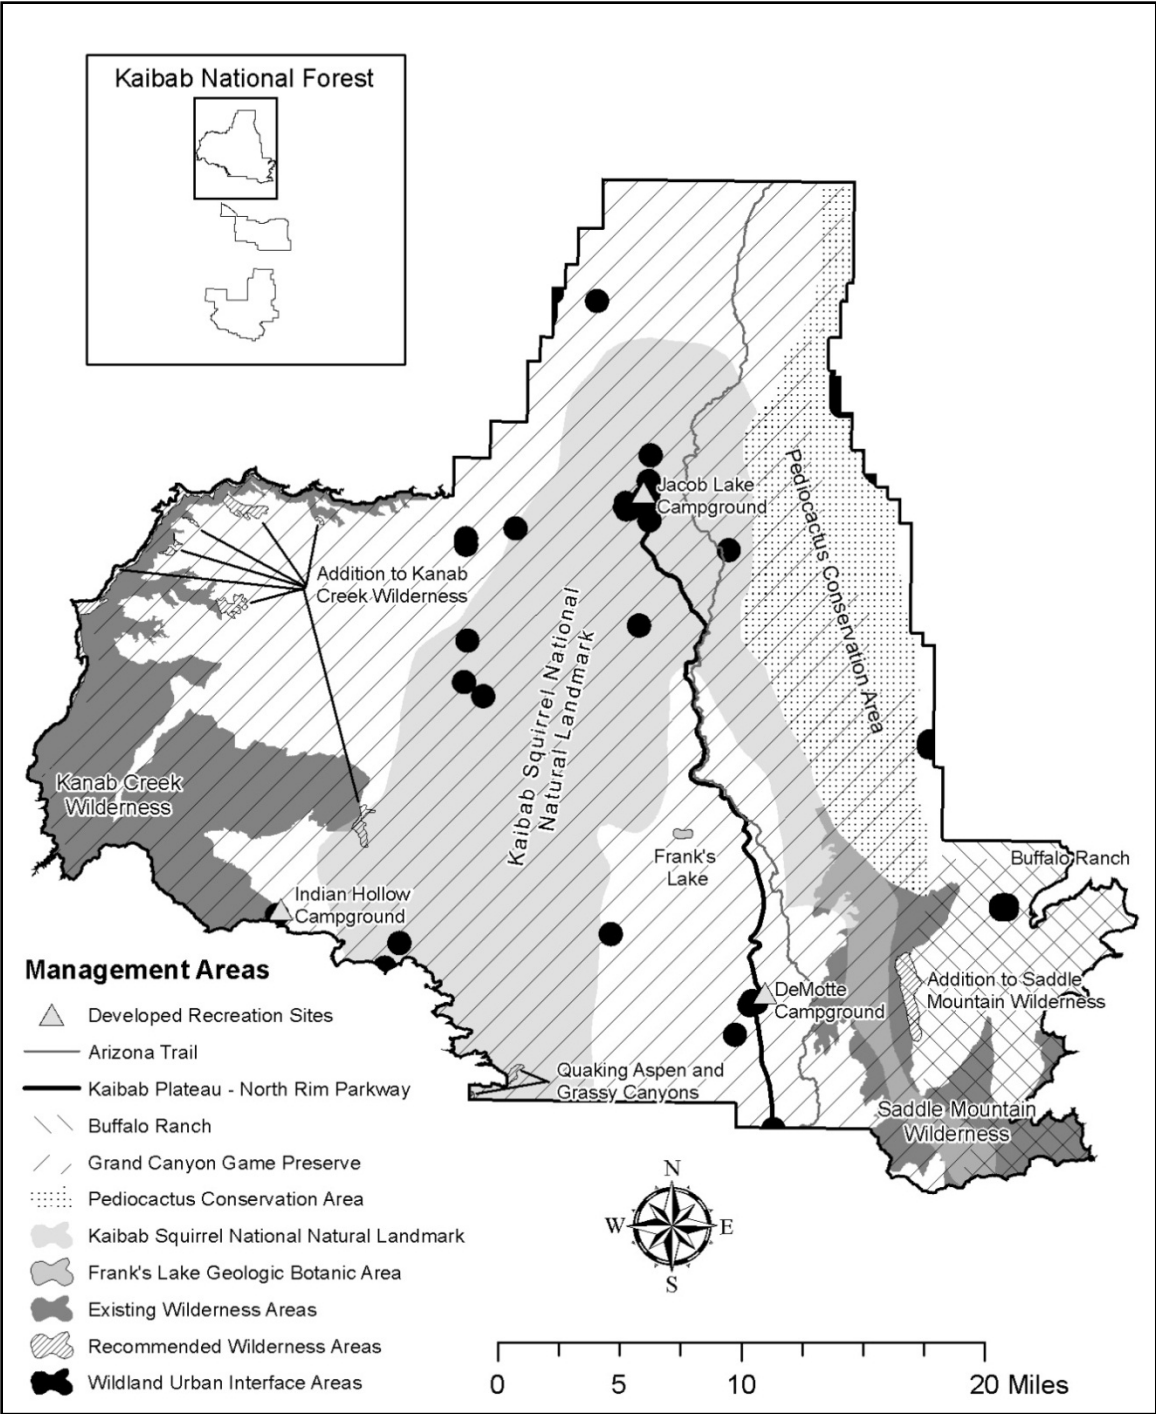 Kaibab National Forest
Jacob Lake
Campground
Pediocactus Conservation Area
Addition to Kanab
Creek Wilderness
Kaibab Squirrel National
Natural Landmark
Kanab Creek
Wilderness
Frank's
Lake
Buffalo Ranch
Indian Hollow
Campground
Addition to Saddle
Mountain Wilderness
DeMotte
Campground
Quaking Aspen and
Grassy Canyons
Saddle Mountain
Wilderness
Management Areas
Developed Recreation Sites
Arizona Trail
Kaibab Plateau - North Rim Parkway
Buffalo Ranch
Grand Canyon Game Preserve
Pediocactus Conservation Area
Kaibab Squirrel National Natural Landmark
Frank's Lake Geologic Botanic Area
Existing Wilderness Areas
Recommended Wilderness Areas
Wildland Urban Interface Areas
N
W E
S
0 5 10 20 Miles